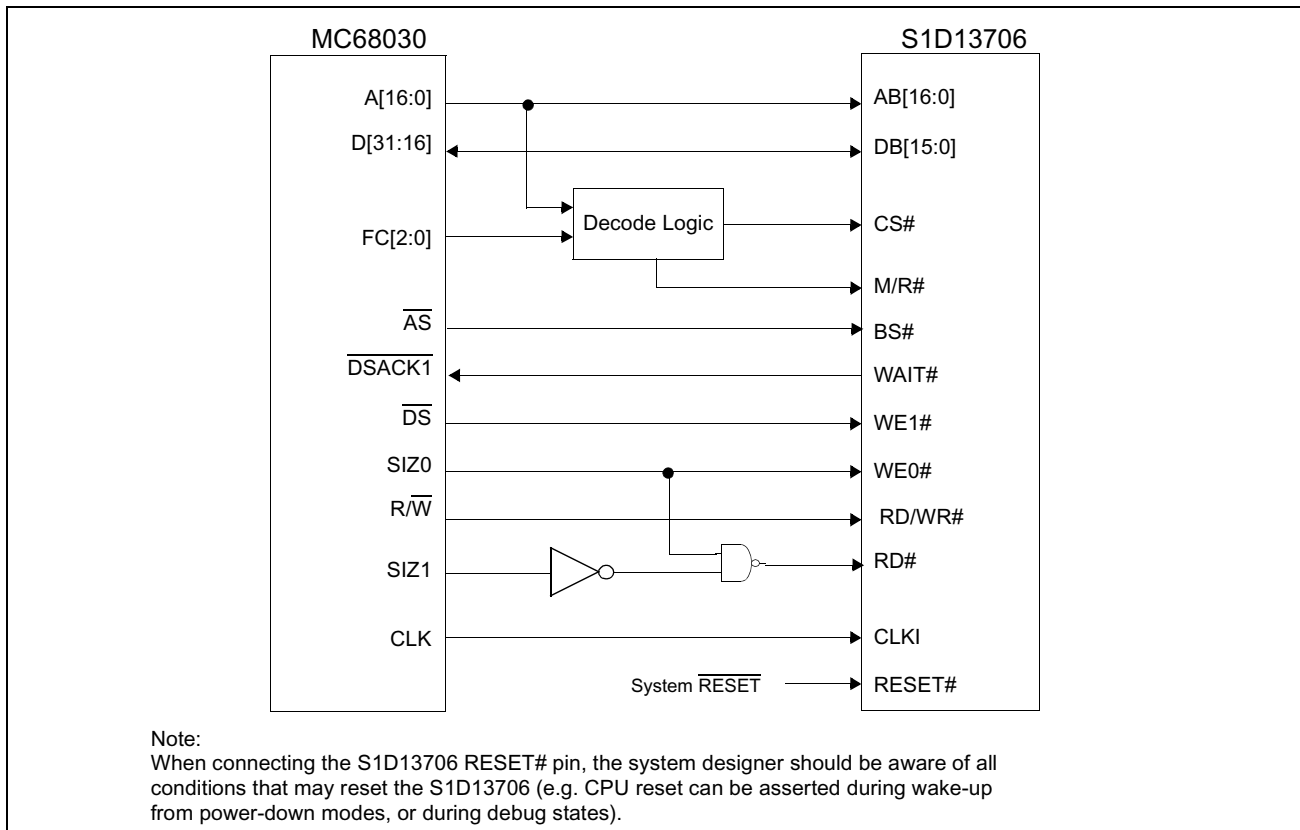 MC68030 S1D13706
A[16:0] AB[16:0]
D[31:16] DB[15:0]
Decode Logic CS#
FC[2:0]
M/R#
AS BS#
DSACK1 WAIT#
DS WE1#
SIZ0 WE0#
R/W RD/WR#
SIZ1 RD#
CLK CLKI
System RESET RESET#
Note:
When connecting the S1D13706 RESET# pin, the system designer should be aware of all
conditions that may reset the S1D13706 (e.g. CPU reset can be asserted during wake-up
from power-down modes, or during debug states).